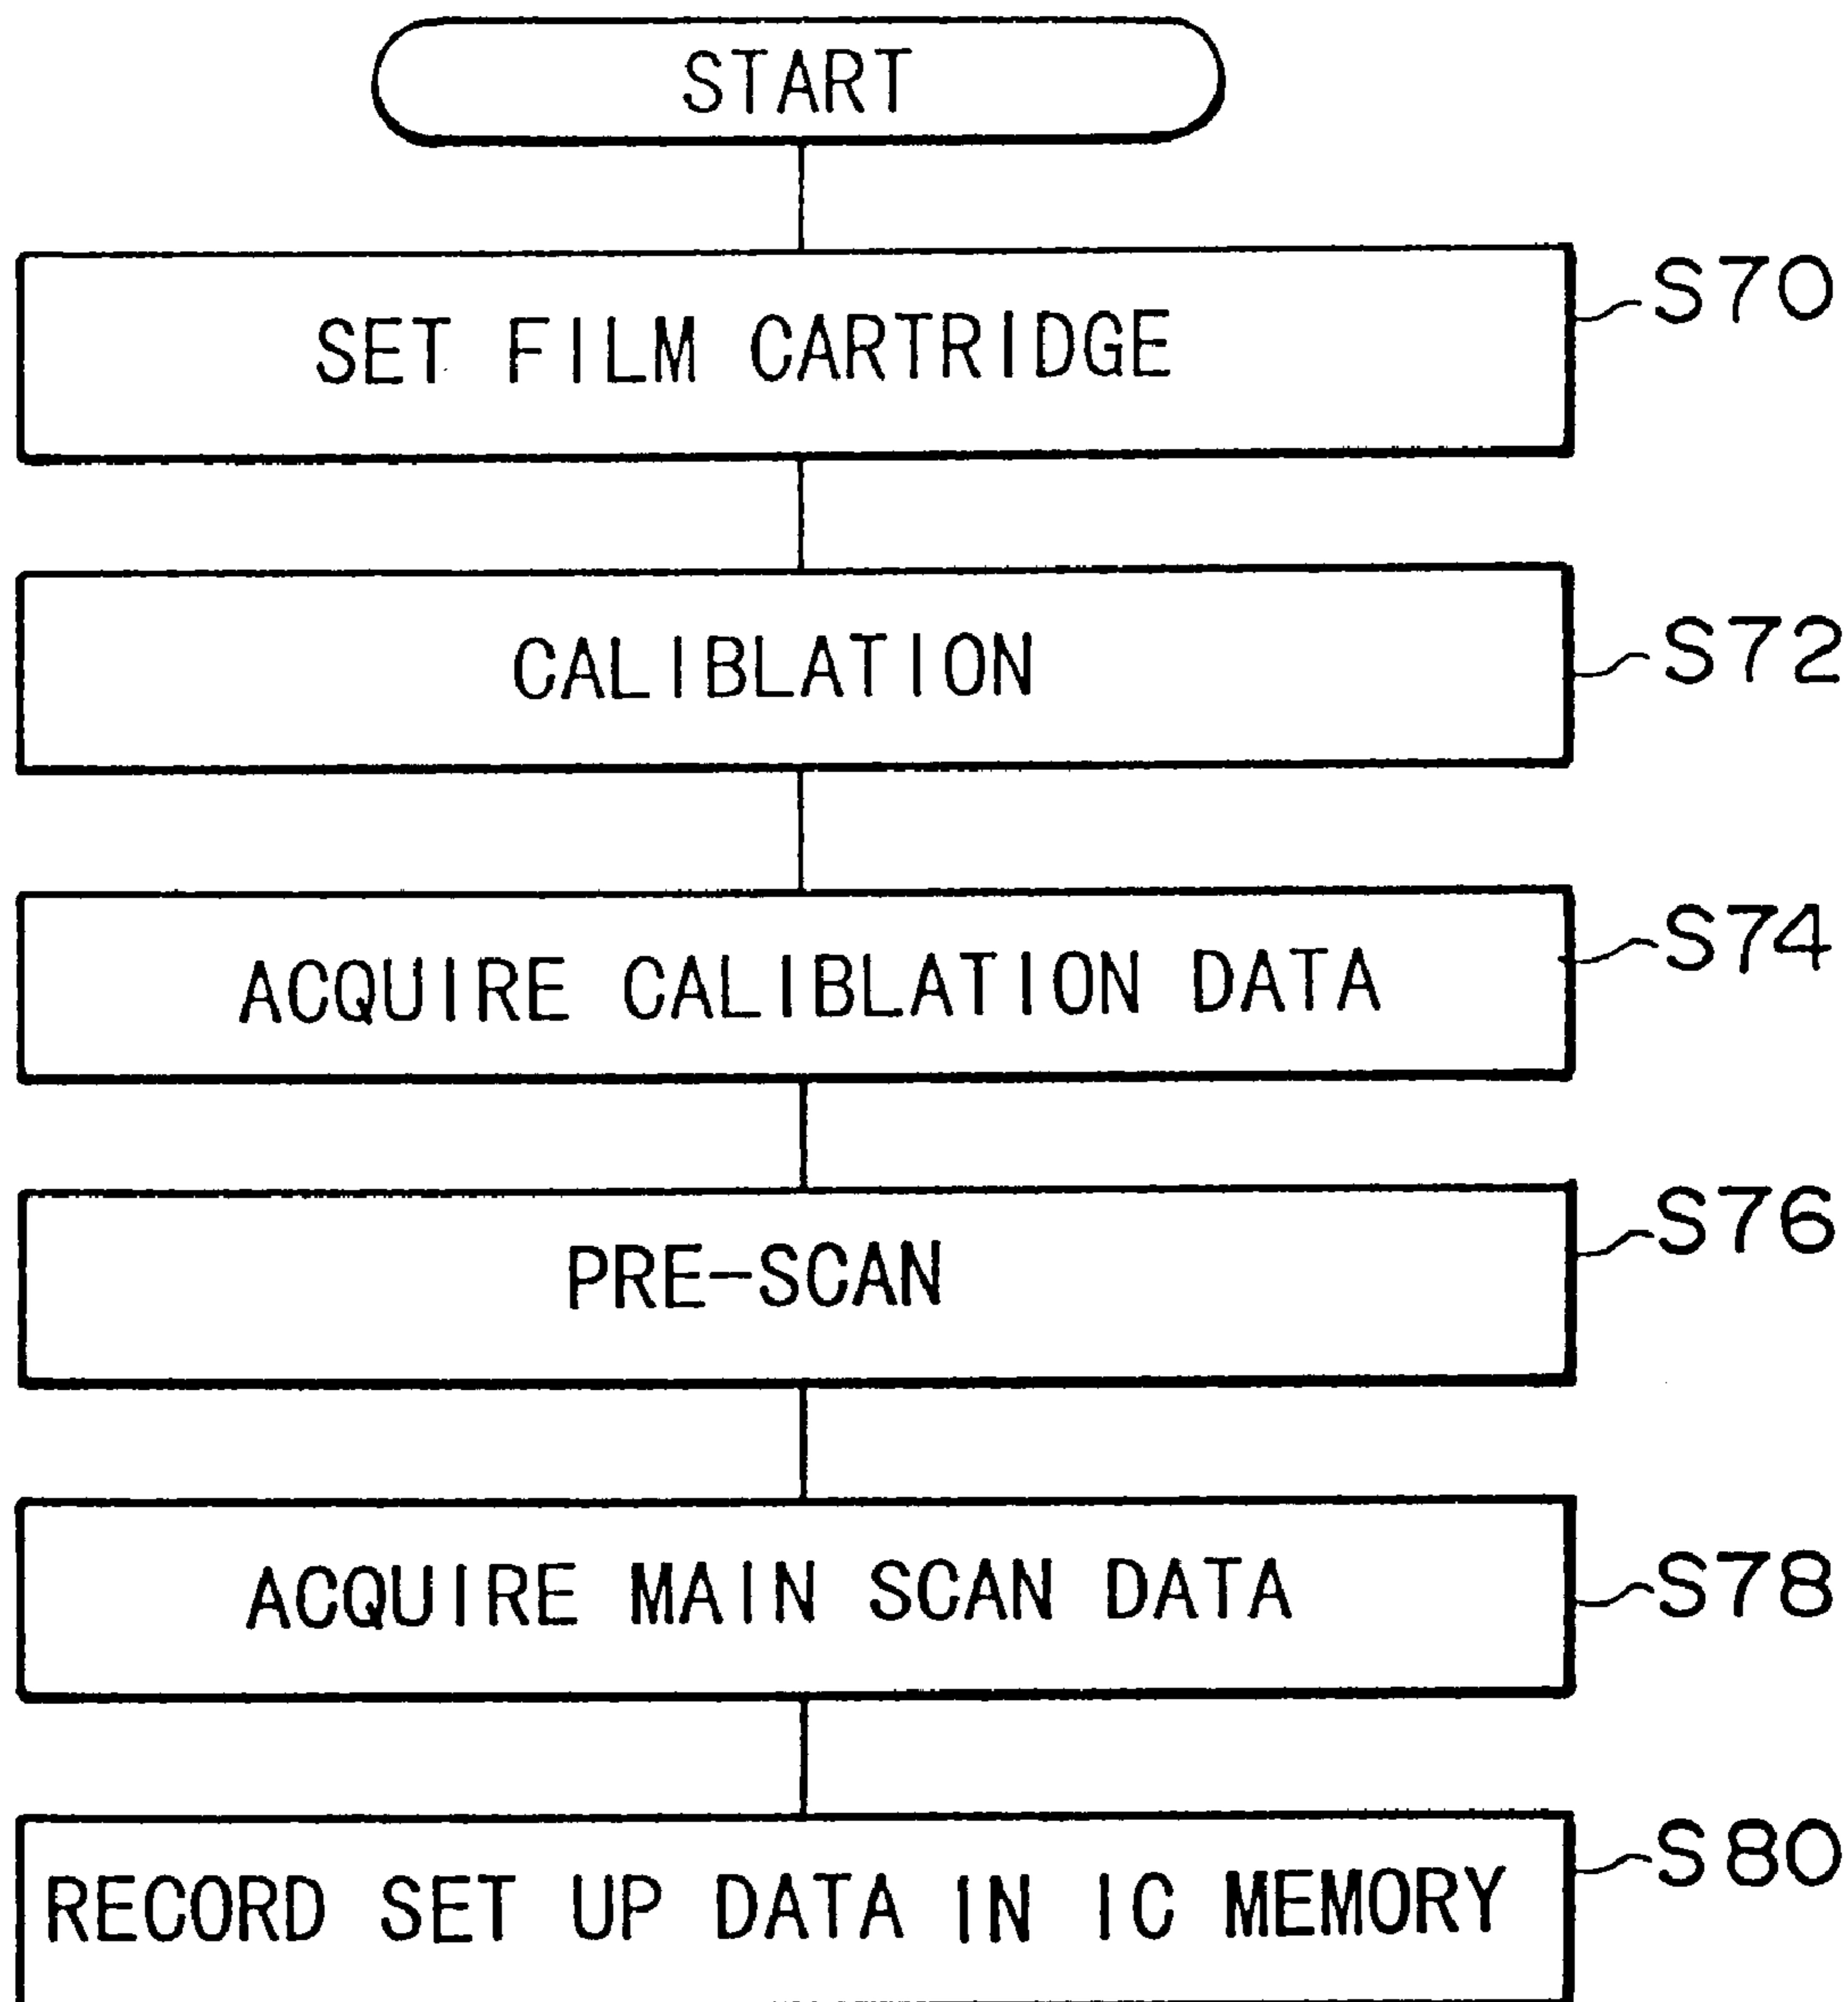 START
SET FILM CARTRIDGE
S70
CALIBLATION
S72
ACQUIRE CALIBLATION DATA
S74
PRE-SCAN
S76
ACQUIRE MAIN SCAN DATA
S78
RECORD SET UP DATA IN IC MEMORY
S80